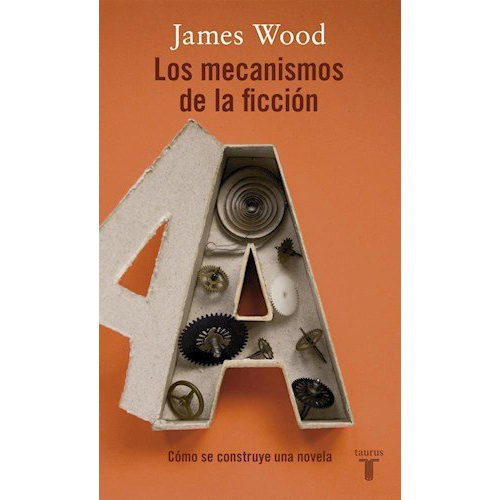 James Wood
Los mecanismos
de la ficción
A
Cómo se construye una novela
taurus
T